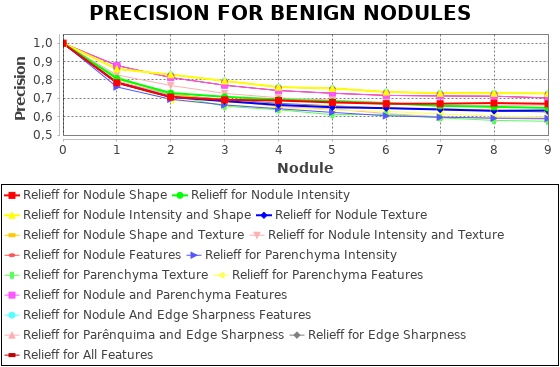 PRECISION FOR BENIGN NODULES
1,0
0,9
0,8
0,7
0,6
0,5
Precision
0 1 2 3 4 5 6 7 8 9
Nodule
Relieff for Nodule Shape Relieff for Nodule Intensity
Relieff for Nodule Intensity and Shape Relieff for Nodule Texture
Relieff for Nodule Shape and Texture Relieff for Nodule Intensity and Texture
Relieff for Nodule Features Relieff for Parenchyma Intensity
Relieff for Parenchyma Texture Relieff for Parenchyma Features
Relieff for Nodule and Parenchyma Features
Relieff for Nodule And Edge Sharpness Features
Relieff for Parênquima and Edge Sharpness Relieff for Edge Sharpness
Relieff for All Features